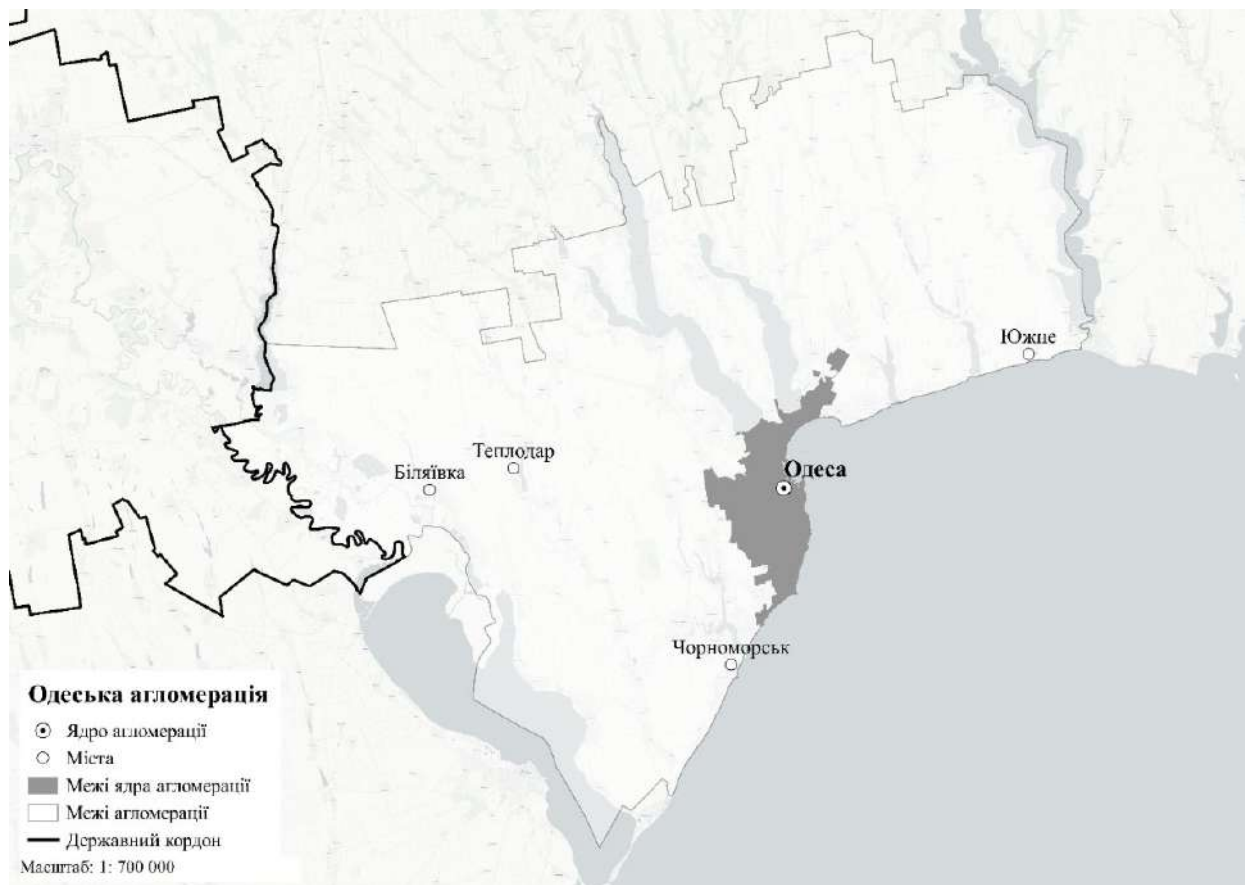 Южне
Теплодар
Біляївка
Одеса
Чорноморськ
Одеська агломерація
Ядро агломерації
Міста
Межі ядра агломерації
Межі агломерації
Державний кордон
Масштаб: 1: 700 000